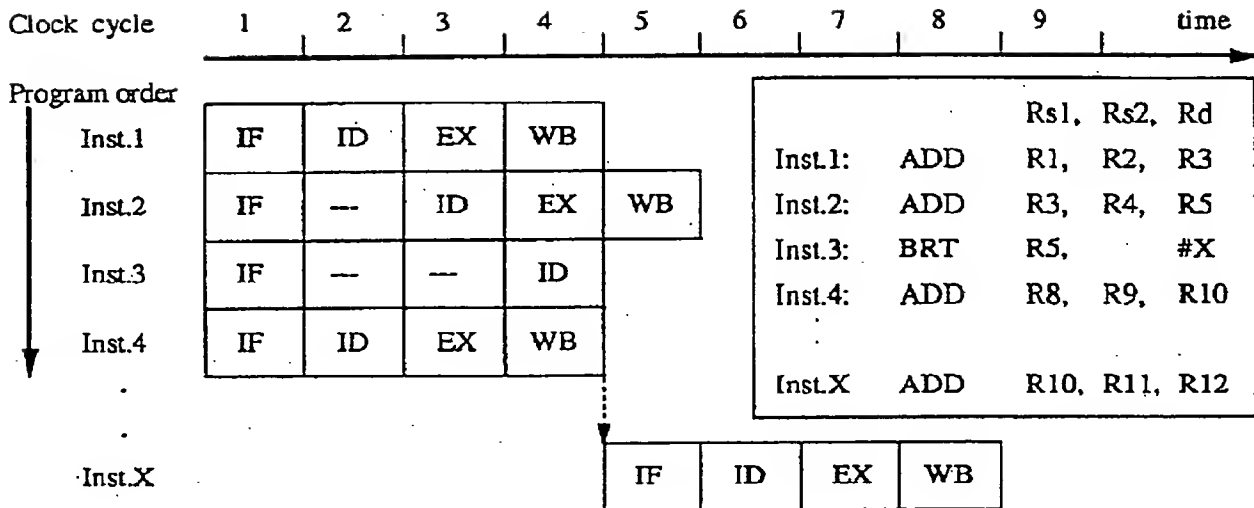 Clock cycle 1 2 3 4 5 6 7 8 9 time
Program order
Inst.1 IF ID EX WB
Inst.2 IF --- ID EX WB
Inst.3 IF --- --- ID
Inst.4 IF ID EX WB
.
.
Inst.X IF ID EX WB
Rs1, Rs2, Rd
Inst.1: ADD R1, R2, R3
Inst.2: ADD R3, R4, R5
Inst.3: BRT R5, #X
Inst.4: ADD R8, R9, R10
.
.
Inst.X ADD R10, R11, R12